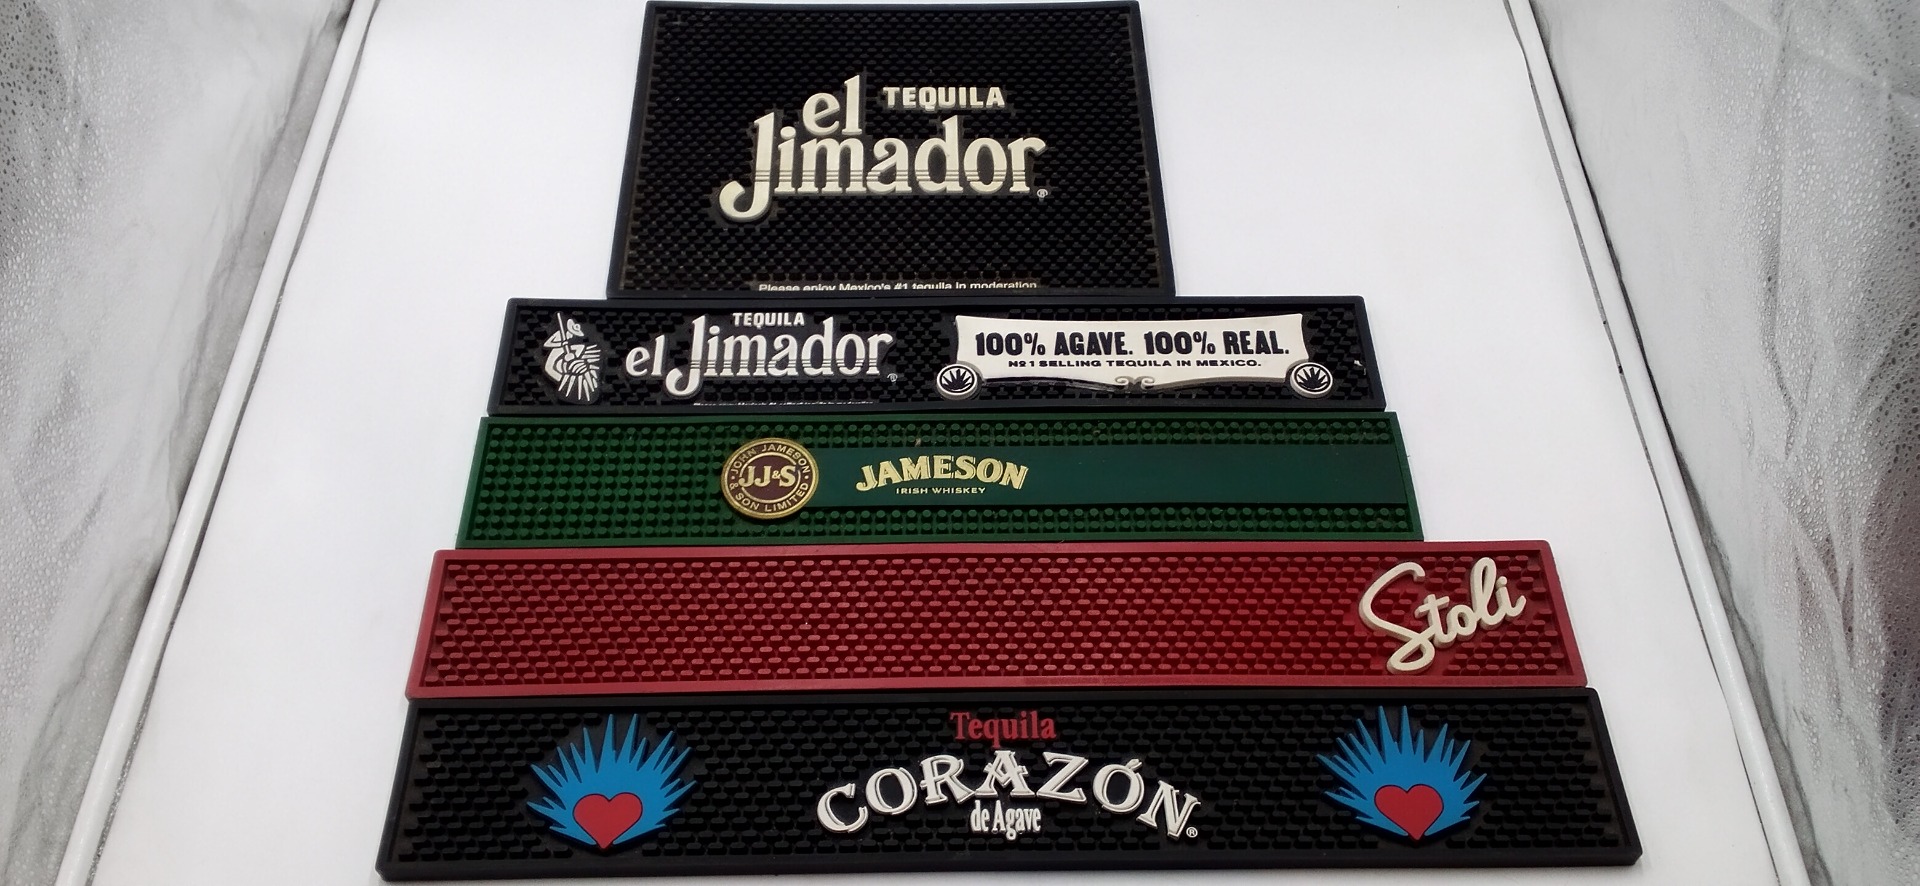 el TEQUILA
Jimador®
Please enjoy Mexico's #1 tequila in moderation
TEQUILA
el Jimador®
100% AGAVE. 100% REAL.
Nº1 SELLING TEQUILA IN MEXICO.
JOHN JAMESON
JJ&S
& SON LIMITED
JAMESON
IRISH WHISKEY
Stoli
Tequila
CORAZÓN®
de Agave